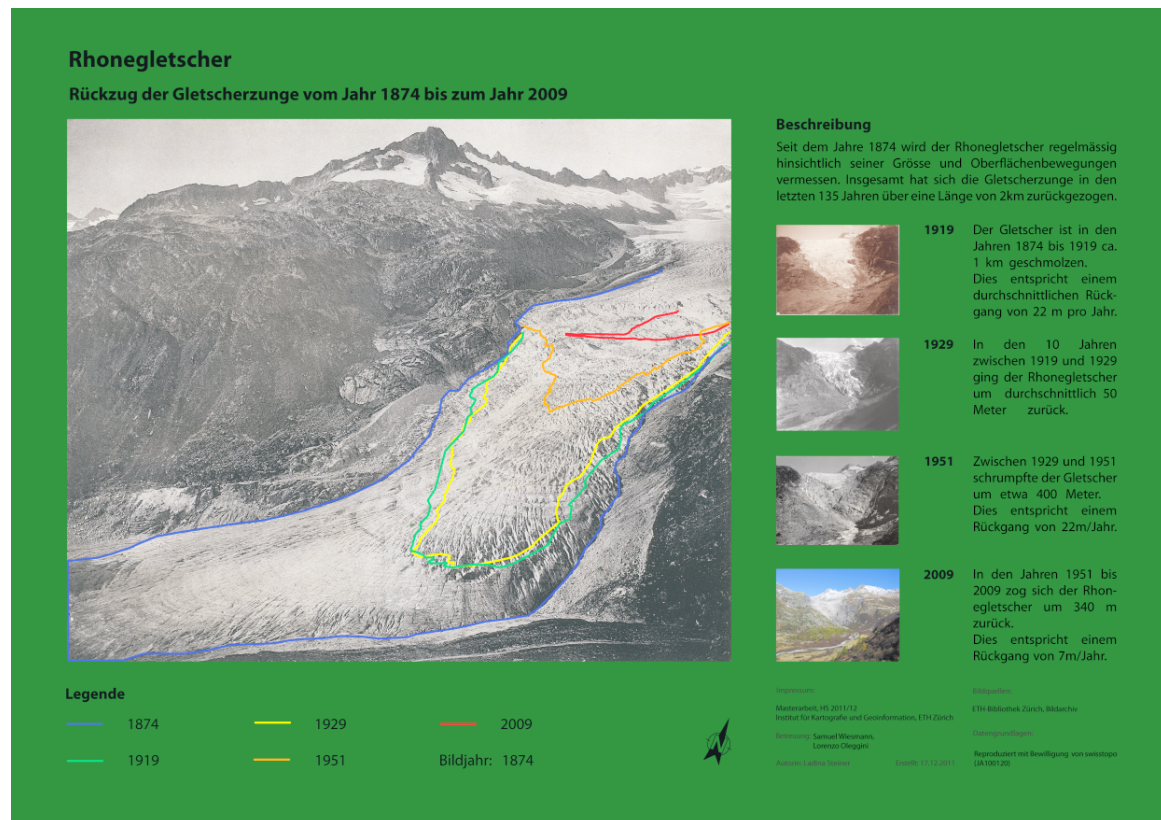 Rhonegletscher
Rückzug der Gletscherzunge vom Jahr 1874 bis zum Jahr 2009
Beschreibung
Seit dem Jahre 1874 wird der Rhonegletscher regelmässig
hinsichtlich seiner Grösse und Oberflächenbewegungen
vermessen. Insgesamt hat sich die Gletscherzunge in den
letzten 135 Jahren über eine Länge von 2km zurückgezogen.
1919
Der Gletscher ist in den
Jahren 1874 bis 1919 ca.
1 km geschmolzen.
Dies entspricht einem
durchschnittlichen Rück-
gang von 22 m pro Jahr.
1929
In den 10 Jahren
zwischen 1919 und 1929
ging der Rhonegletscher
um durchschnittlich 50
Meter zurück.
1951
Zwischen 1929 und 1951
schrumpfte der Gletscher
um etwa 400 Meter.
Dies entspricht einem
Rückgang von 22m/Jahr.
2009
In den Jahren 1951 bis
2009 zog sich der Rhon-
egletscher um 340 m
zurück.
Dies entspricht einem
Rückgang von 7m/Jahr.
Legende
1874
1929
2009
1919
1951
Bildjahr: 1874
N
Impressum:
Masterarbeit, HS 2011/12
Institut für Kartografie und Geoinformation, ETH Zürich
Betreuung: Samuel Wiesmann,
Lorenzo Oleggini
Autorin: Ladina Steiner
Erstellt: 17.12.2011
Bildquellen:
ETH-Bibliothek Zürich, Bildarchiv
Datengrundlagen:
Reproduziert mit Bewilligung von swisstopo
(JA100120)